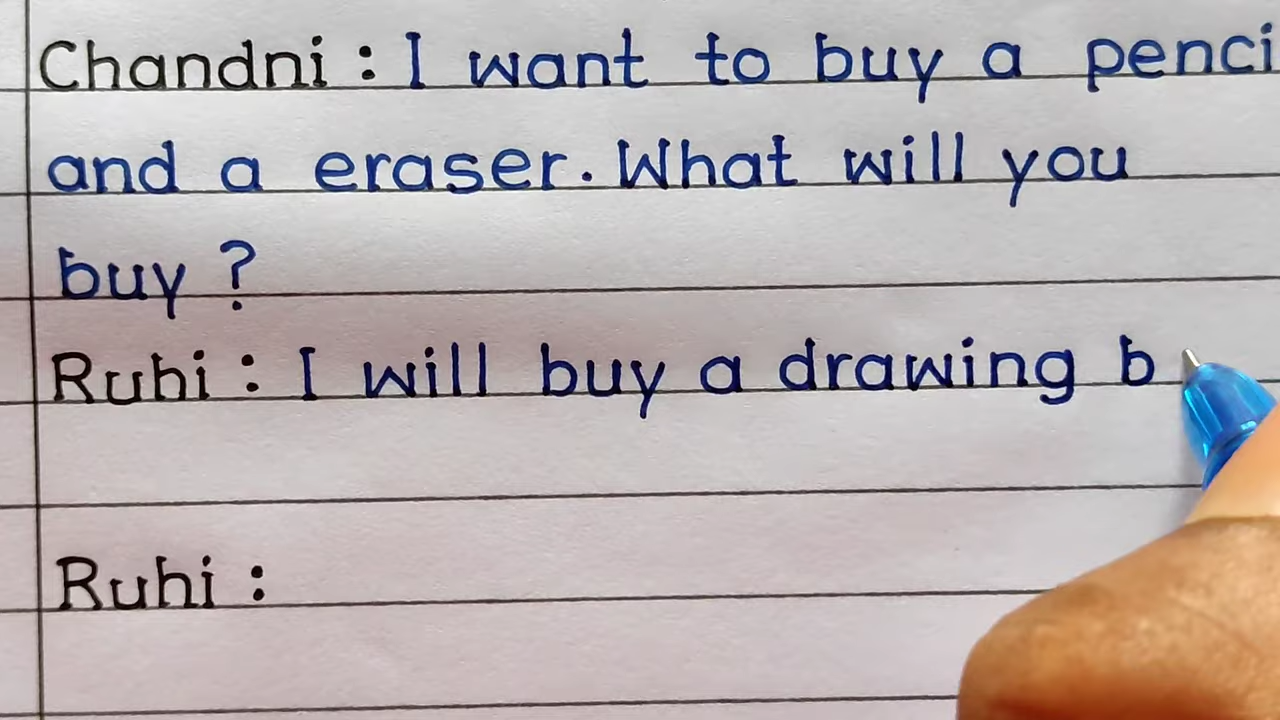 Chandni : I want to buy a penci
and a eraser. What will you
buy ?
Ruhi : I will buy a drawing b
Ruhi :